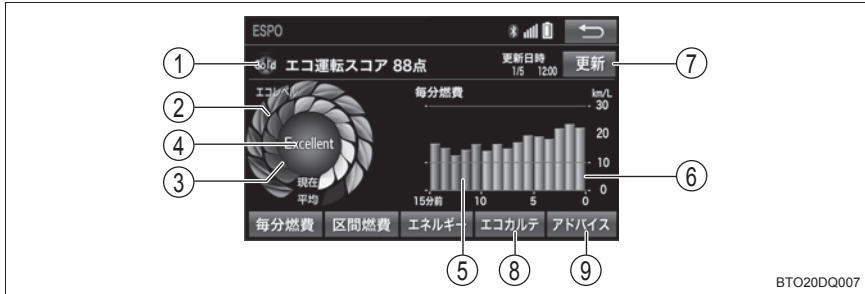 ESPO
① Gold エコ運転スコア 88点 更新日時 1/5 12:00 更新 ⑦
エコレベル 毎分燃費 km/L
②
④ Excellent
③
現在
平均
30
20
10
0
⑥
15分前 10 5 0
毎分燃費 区間燃費 エネルギー エコカルテ アドバイス
⑤ ⑧ ⑨
BTO20DQ007